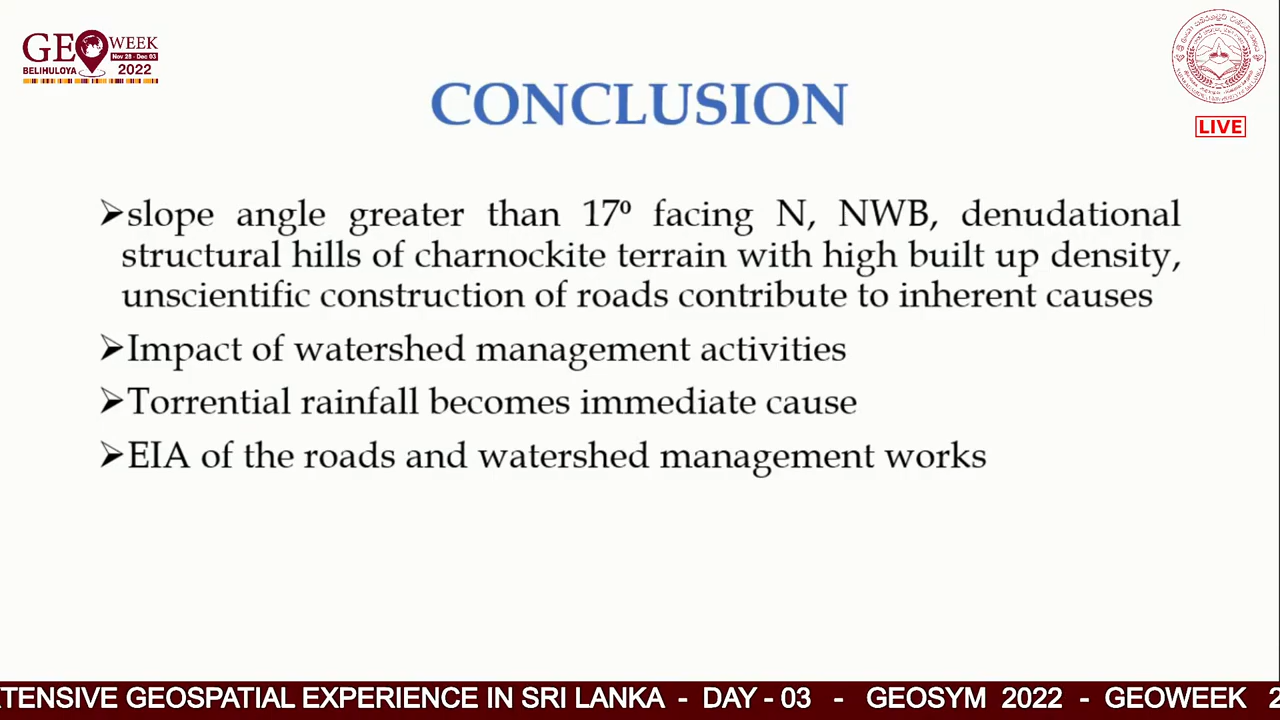 GEO WEEK
Nov 28 - Dec 03
BELIHULOYA 2022
LIVE
CONCLUSION
➢slope angle greater than 17⁰ facing N, NWB, denudational
structural hills of charnockite terrain with high built up density,
unscientific construction of roads contribute to inherent causes
➢Impact of watershed management activities
➢Torrential rainfall becomes immediate cause
➢EIA of the roads and watershed management works
TENSIVE GEOSPATIAL EXPERIENCE IN SRI LANKA - DAY - 03 - GEOSYM 2022 - GEOWEEK 2